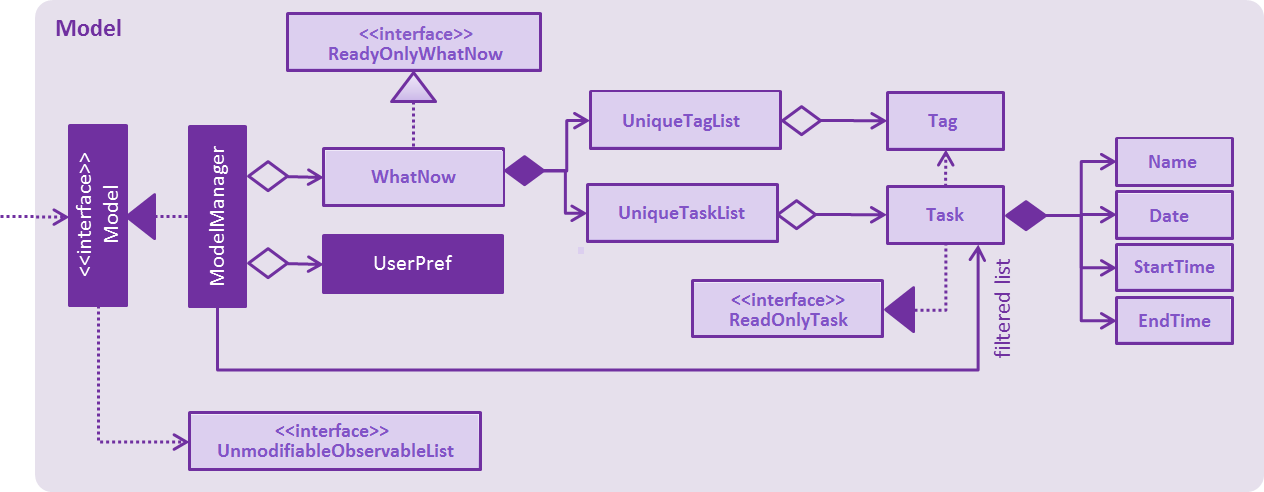 Model
<<interface>>
ReadyOnlyWhatNow
<<interface>>
Model
ModelManager
WhatNow
UserPref
UniqueTagList
UniqueTaskList
Tag
Task
<<interface>>
ReadOnlyTask
filtered list
Name
Date
StartTime
EndTime
<<interface>>
UnmodifiableObservableList